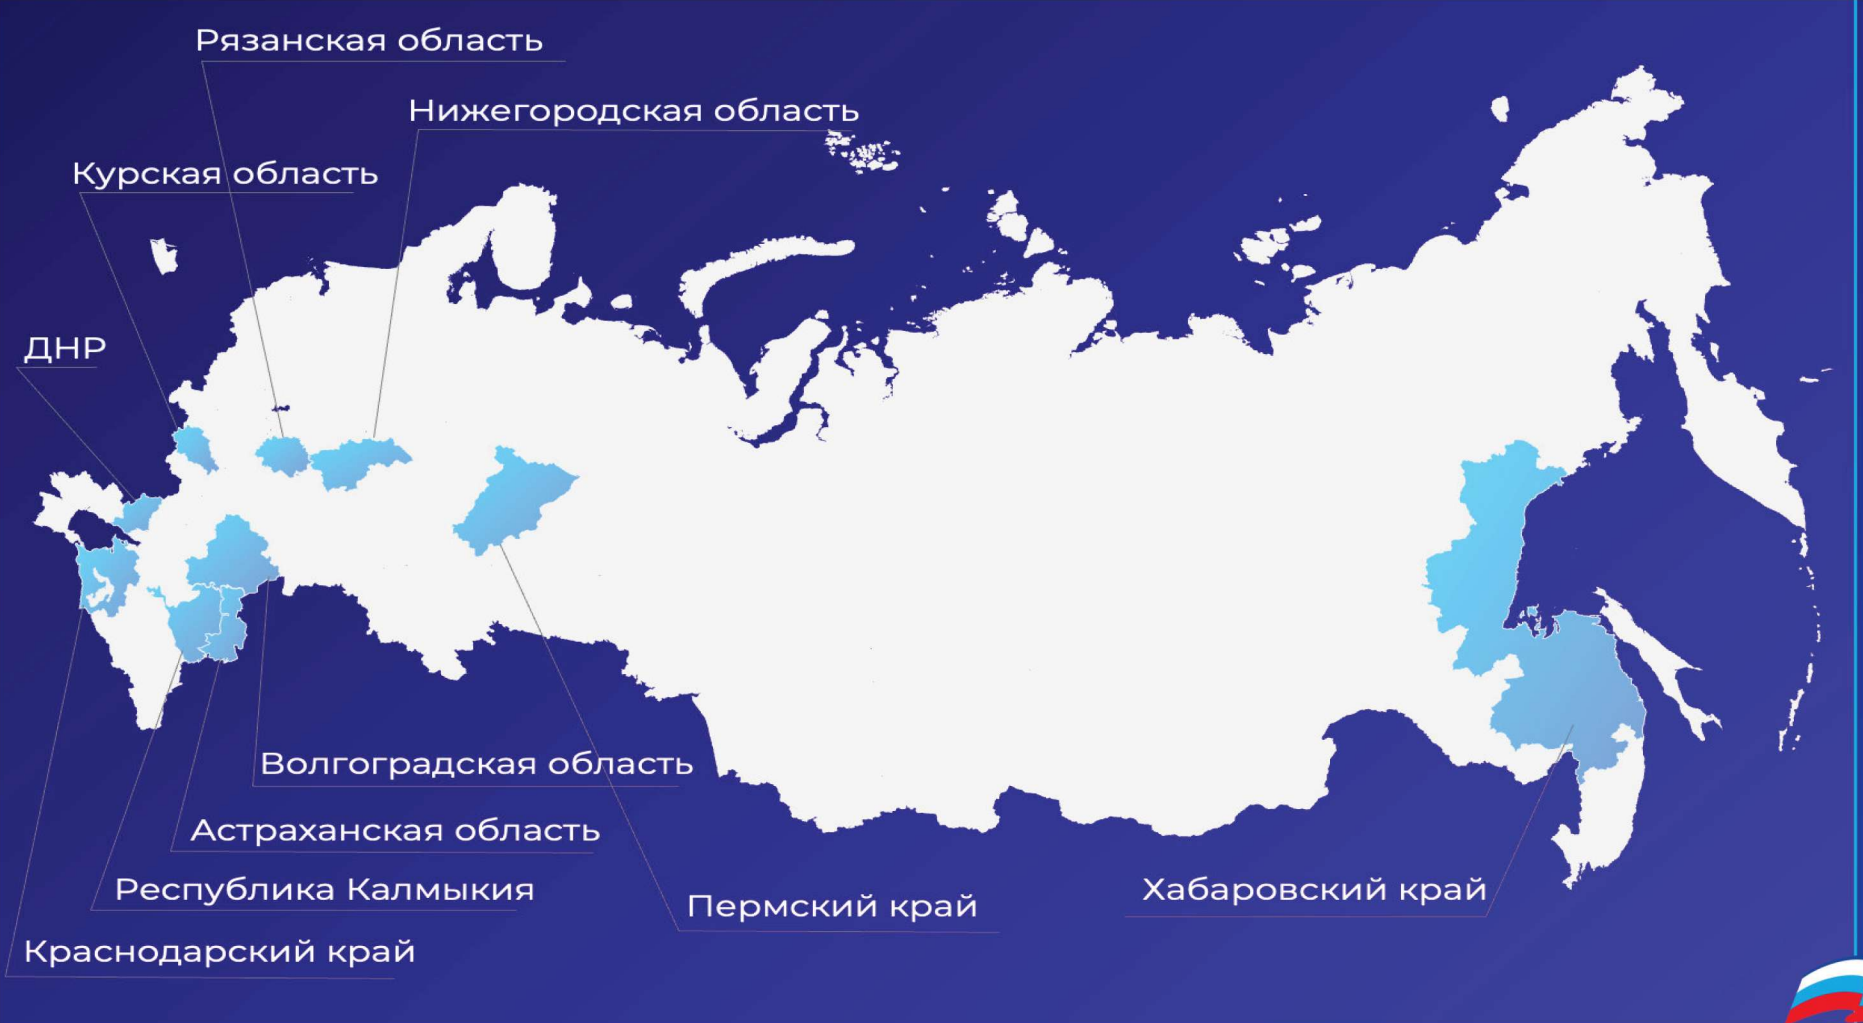 Рязанская область
Нижегородская область
Курская область
ДНР
Волгоградская область
Астраханская область
Республика Калмыкия
Краснодарский край
Пермский край
Хабаровский край